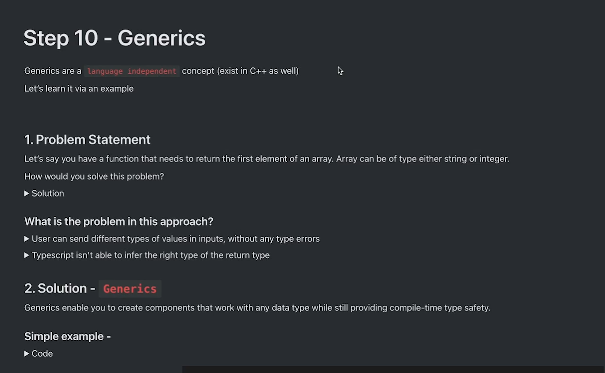 Step 10 - Generics
Generics are a language independent concept (exist in C++ as well)
Let's learn it via an example
1. Problem Statement
Let's say you have a function that needs to return the first element of an array. Array can be of type either string or integer.
How would you solve this problem?
Solution
What is the problem in this approach?
User can send different types of values in inputs, without any type errors
Typescript isn't able to infer the right type of the return type
2. Solution - Generics
Generics enable you to create components that work with any data type while still providing compile-time type safety.
Simple example -
Code